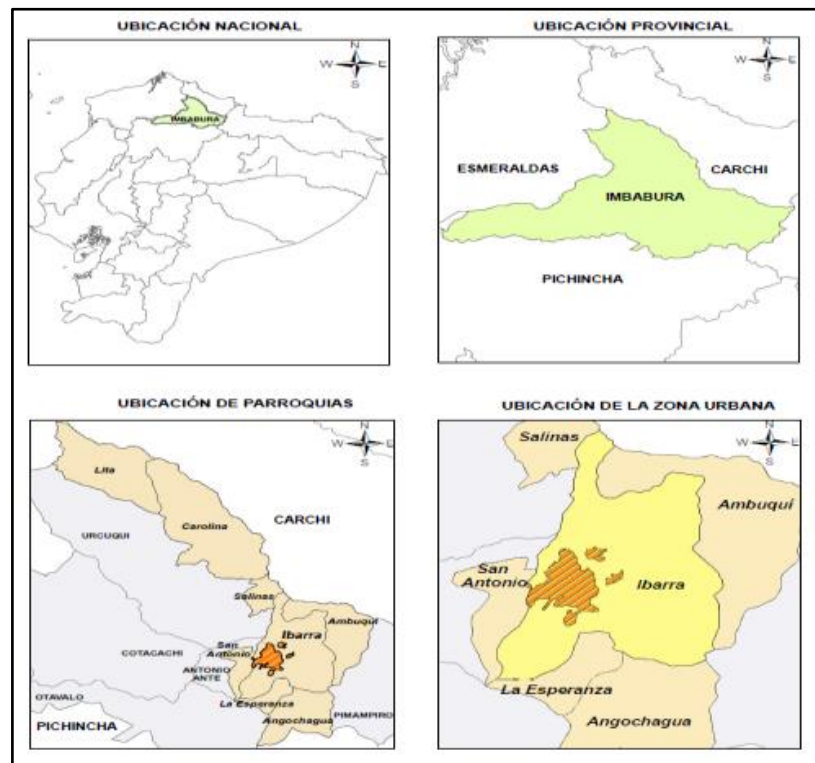 UBICACIÓN NACIONAL
N
W E
S
IMBABURA
UBICACIÓN PROVINCIAL
N
W E
S
ESMERALDAS
CARCHI
IMBABURA
PICHINCHA
UBICACIÓN DE PARROQUIAS
N
W E
S
Lita
Carolina
CARCHI
URCUQUI
Salinas
Ibarra
Ambuquí
San
Antonio
COTACACHI
ANTONIO
ANTE
La Esperanza
OTAVALO
Angochagua
PIMAMPIRO
PICHINCHA
UBICACIÓN DE LA ZONA URBANA
N
W E
S
Salinas
Ambuquí
San
Antonio
Ibarra
La Esperanza
Angochagua